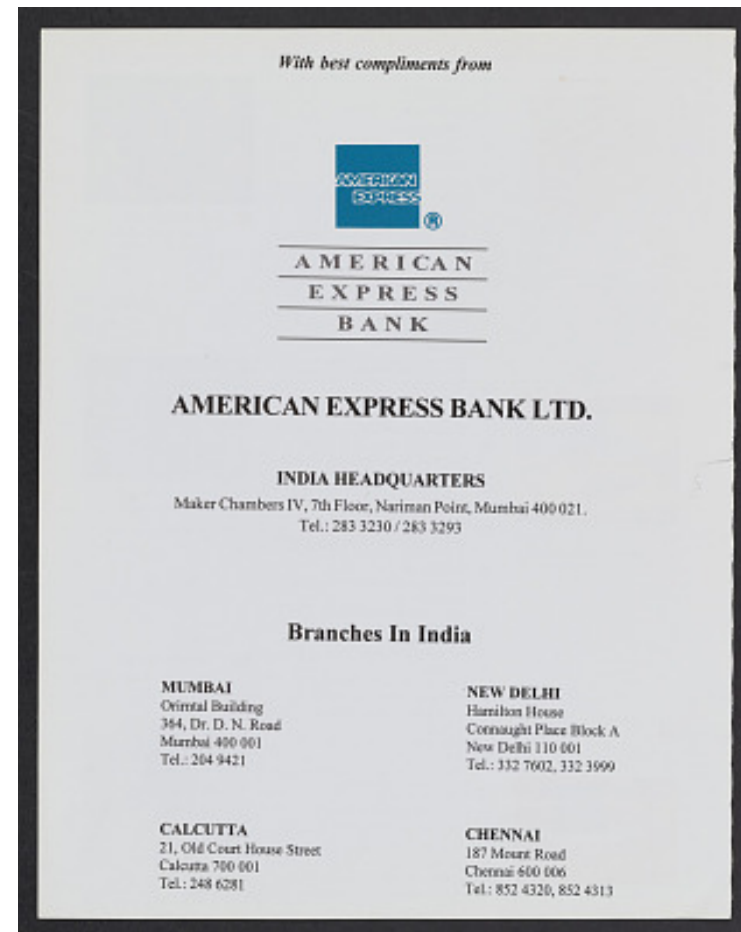 With best compliments from
AMERICAN
EXPRESS
®
AMERICAN
EXPRESS
BANK
AMERICAN EXPRESS BANK LTD.
INDIA HEADQUARTERS
Maker Chambers IV, 7th Floor, Nariman Point, Mumbai 400 021.
Tel.: 283 3230 / 283 3293
Branches In India
MUMBAI
Orimtal Building
364, Dr. D. N. Road
Mumbai 400 001
Tel.: 204 9421
NEW DELHI
Hamilton House
Connaught Place Block A
New Delhi 110 001
Tel.: 332 7602, 332 3999
CALCUTTA
21, Old Court House Street
Calcutta 700 001
Tel.: 248 6281
CHENNAI
187 Mount Road
Chennai 600 006
Tel.: 852 4320, 852 4313